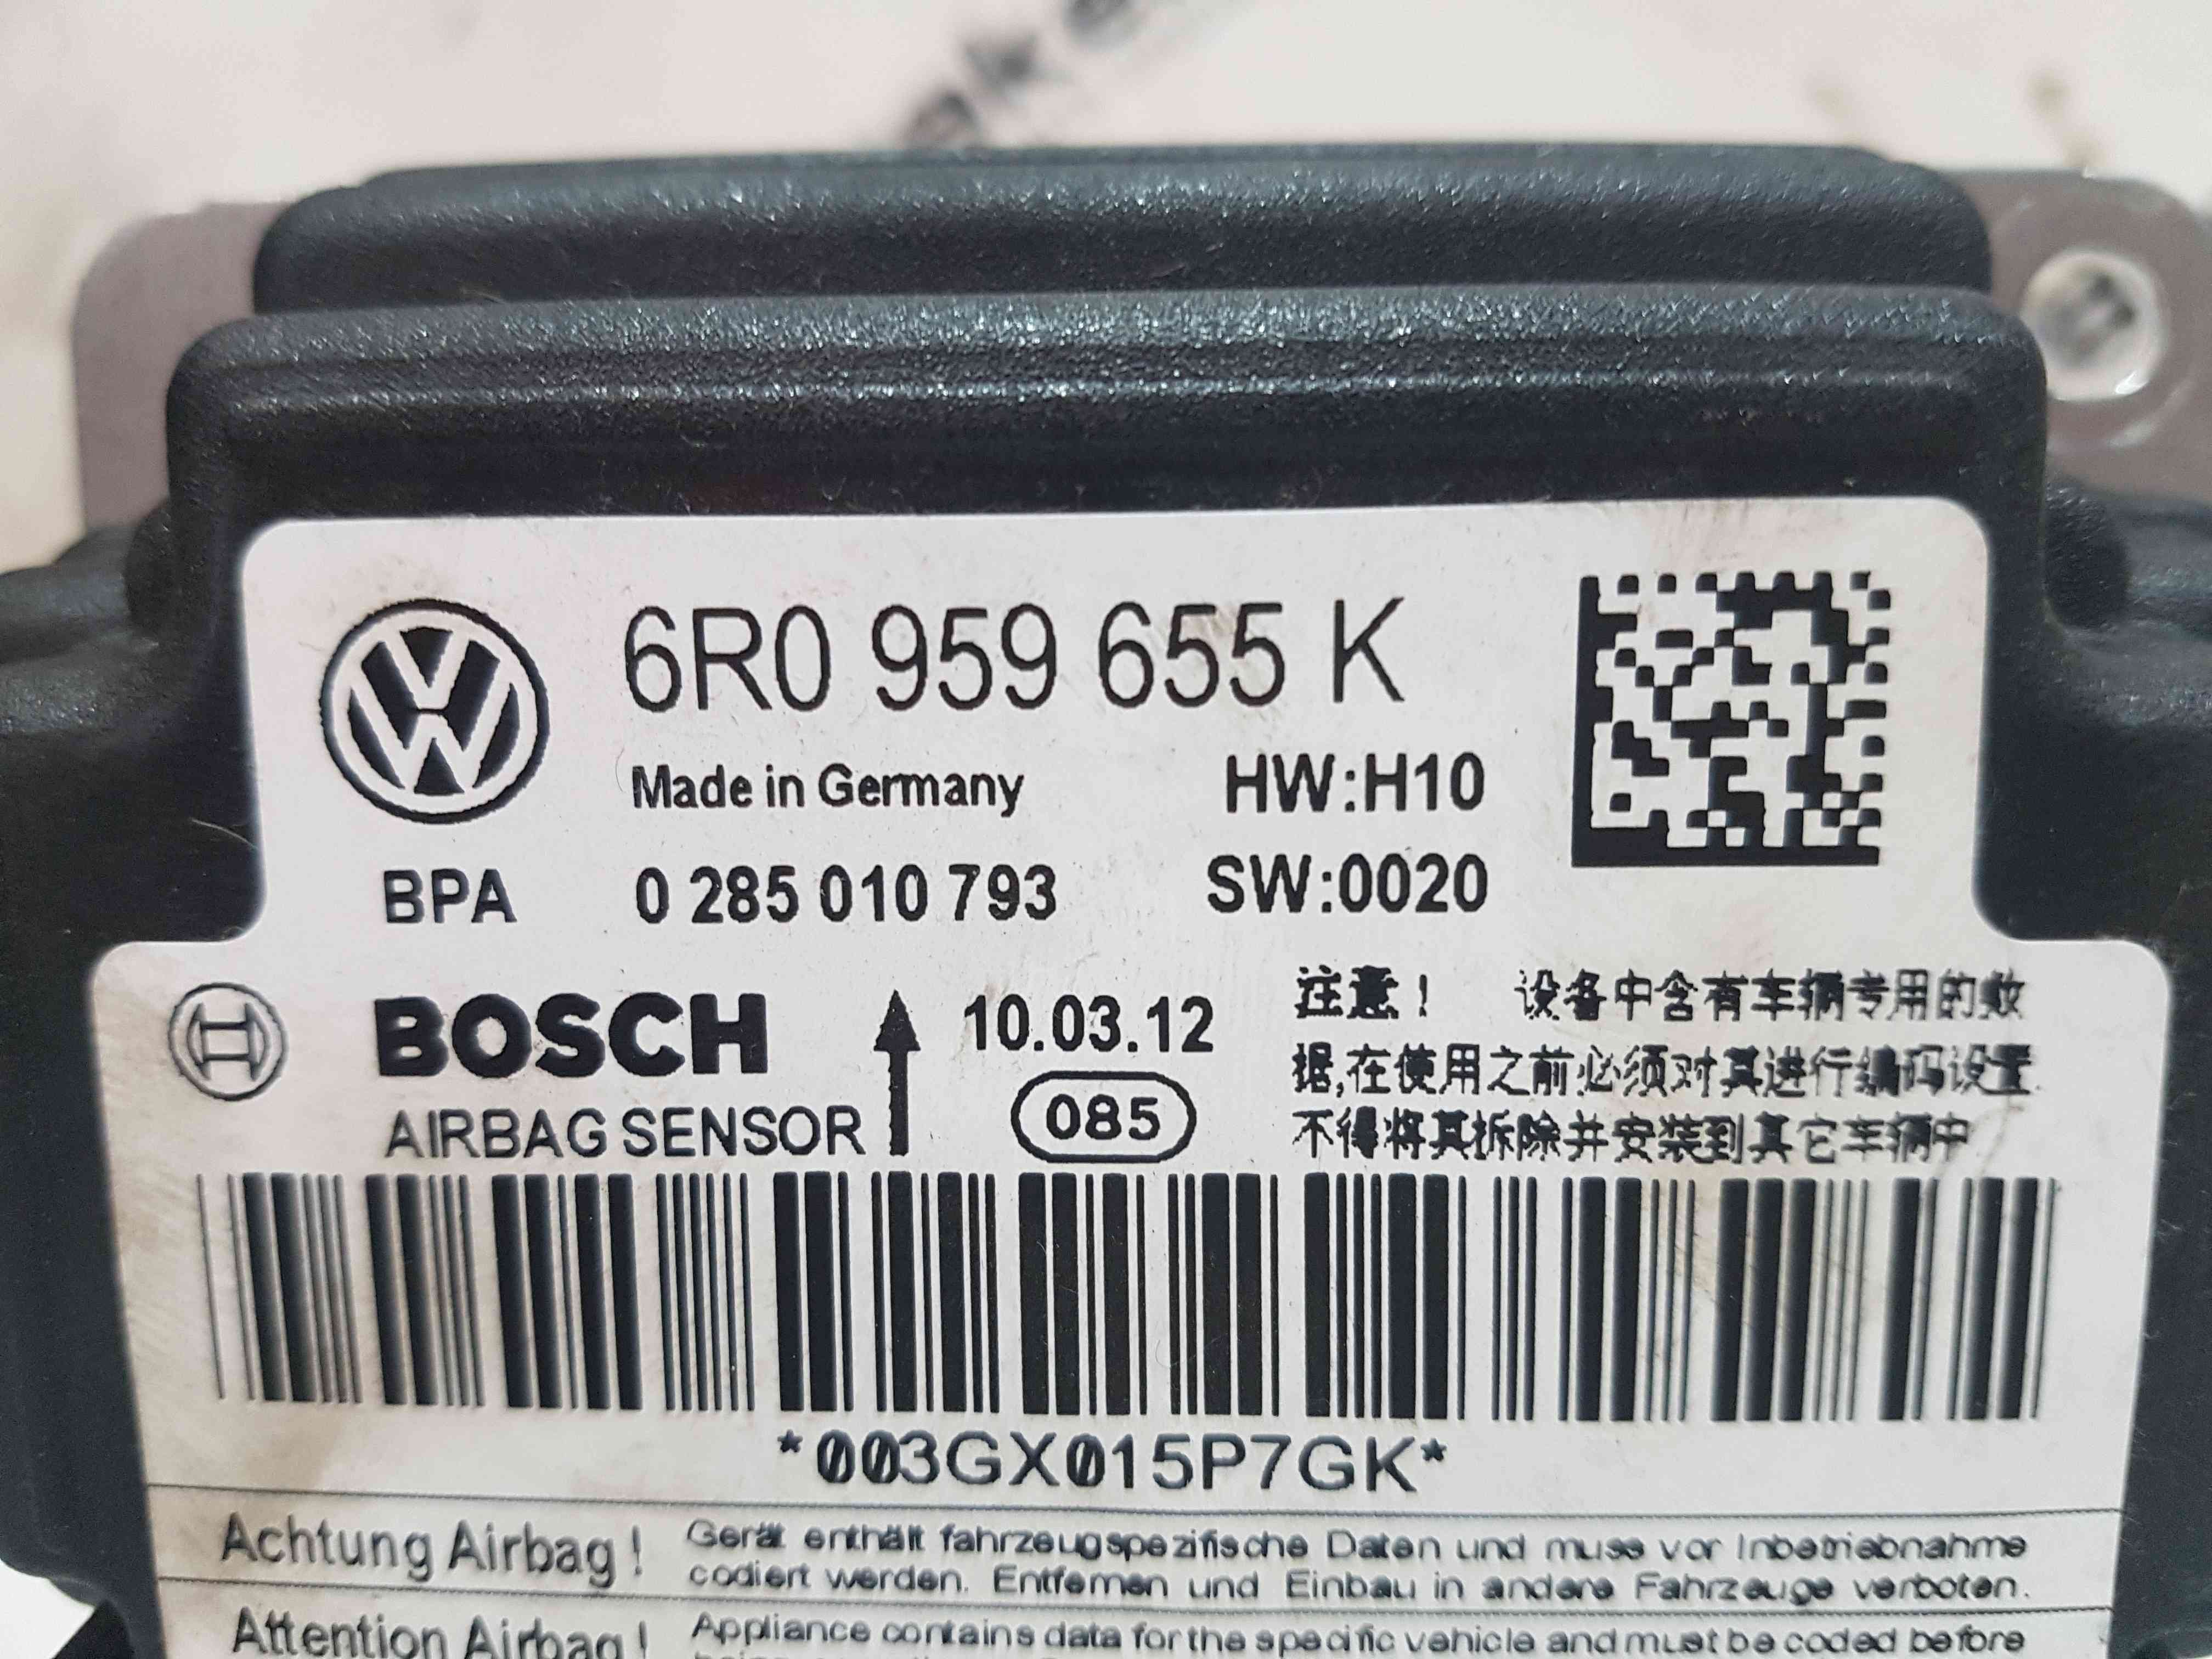 6R0 959 655 K
Made in Germany HW:H10
BPA 0 285 010 793 SW:0020
BOSCH 10.03.12
AIRBAG SENSOR 085
注意！ 设备中含有车辆专用的数
据,在使用之前必须对其进行编码设置
不得将其拆除并安装到其它车辆中
*003GX015P7GK*
Achtung Airbag! Gerät enthält fahrzeugspezifische Daten und muss vor Inbetriebnahme
codiert werden. Entfernen und Einbau in andere Fahrzeuge verboten.
Attention Airbag! Appliance contains data for the specific vehicle and must be coded before